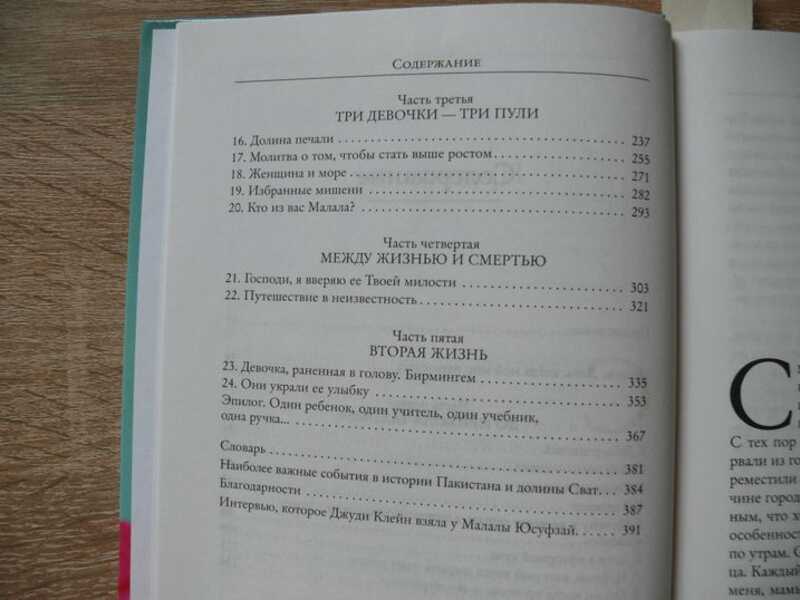 Содержание
Часть третья
ТРИ ДЕВОЧКИ — ТРИ ПУЛИ
16. Долина печали 237
17. Молитва о том, чтобы стать выше ростом 255
18. Женщина и море 271
19. Избранные мишени 282
20. Кто из вас Малала? 293
Часть четвертая
МЕЖДУ ЖИЗНЬЮ И СМЕРТЬЮ
21. Господи, я вверяю ее Твоей милости 303
22. Путешествие в неизвестность 321
Часть пятая
ВТОРАЯ ЖИЗНЬ
23. Девочка, раненная в голову. Бирмингем 335
24. Они украли ее улыбку 353
Эпилог. Один ребенок, один учитель, один учебник,
одна ручка... 367
Словарь 381
Наиболее важные события в истории Пакистана и долины Сват 384
Благодарности 387
Интервью, которое Джуди Клейн взяла у Малалы Юсуфзай. 391
С
С тех пор
рвали из го
реместили
чине город
ным, что х
особенност
по утрам. С
ца. Каждый
меня, мамы